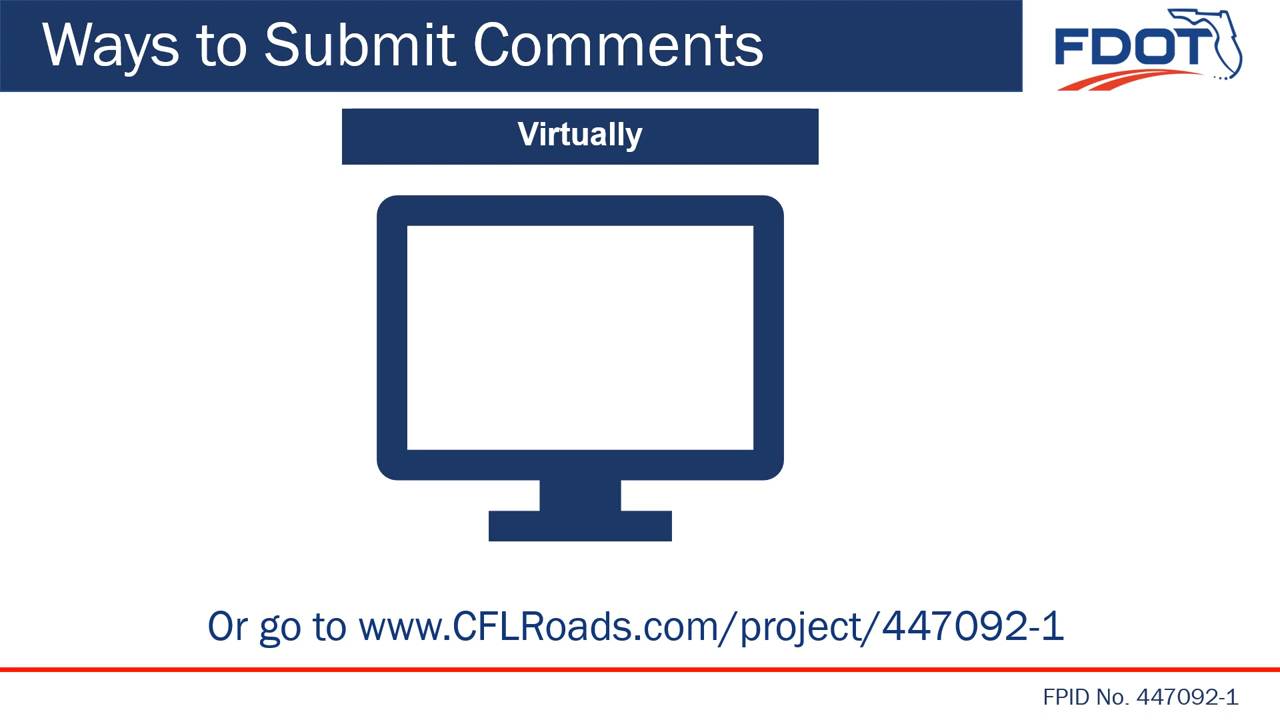 Ways to Submit Comments
FDOT
Virtually
Or go to www.CFLRoads.com/project/447092-1
FPID No. 447092-1